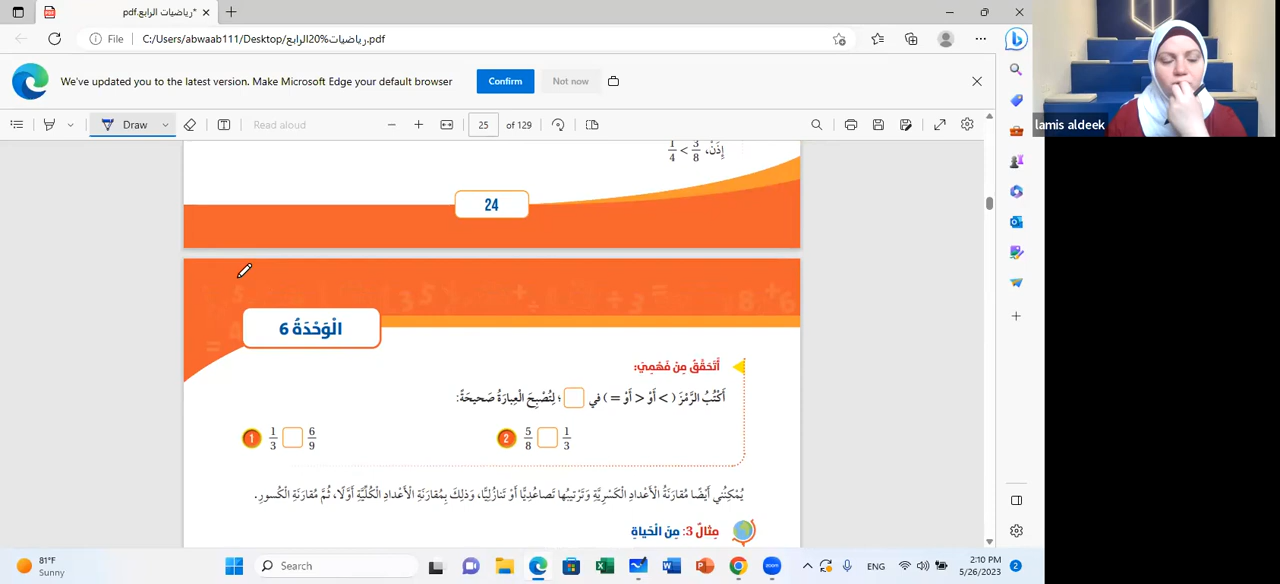 رياضيات الرابع.pdf*
File
C:/Users/abwaab111/Desktop/رياضيات%20الرابع.pdf
We've updated you to the latest version. Make Microsoft Edge your default browser
Confirm
Not now
lamis aldeek
Draw
Read aloud
25 of 129
إِذَنْ، 3/8 > 1/4
24
الْوَحْدَةُ 6
أَتَحَقَّقُ مِنْ فَهْمِيَ:
أَكْتُبُ الرَّمْزَ ( > أَوْ < أَوْ = ) في □ ؛ لِتُصْبِحَ الْعِبارَةُ صَحيحَةً:
1 1/3 □ 6/9
2 5/8 □ 1/3
يُمْكِنُني أَيْضًا مُقارَنَةُ الْأَعْدادِ الْكَسْرِيَّةِ وَتَرْتيبُها تَصاعُدِيًّا أَوْ تَنازُلِيًّا، وَذلِكَ بِمُقارَنَةِ الْأَعْدادِ الْكُلِّيَّةِ أَوَّلًا، ثُمَّ مُقارَنَةِ الْكُسورِ.
مِثالٌ 3: مِنَ الْحَياةِ
81°F
Sunny
Search
ENG
2:10 PM
5/26/2023
2